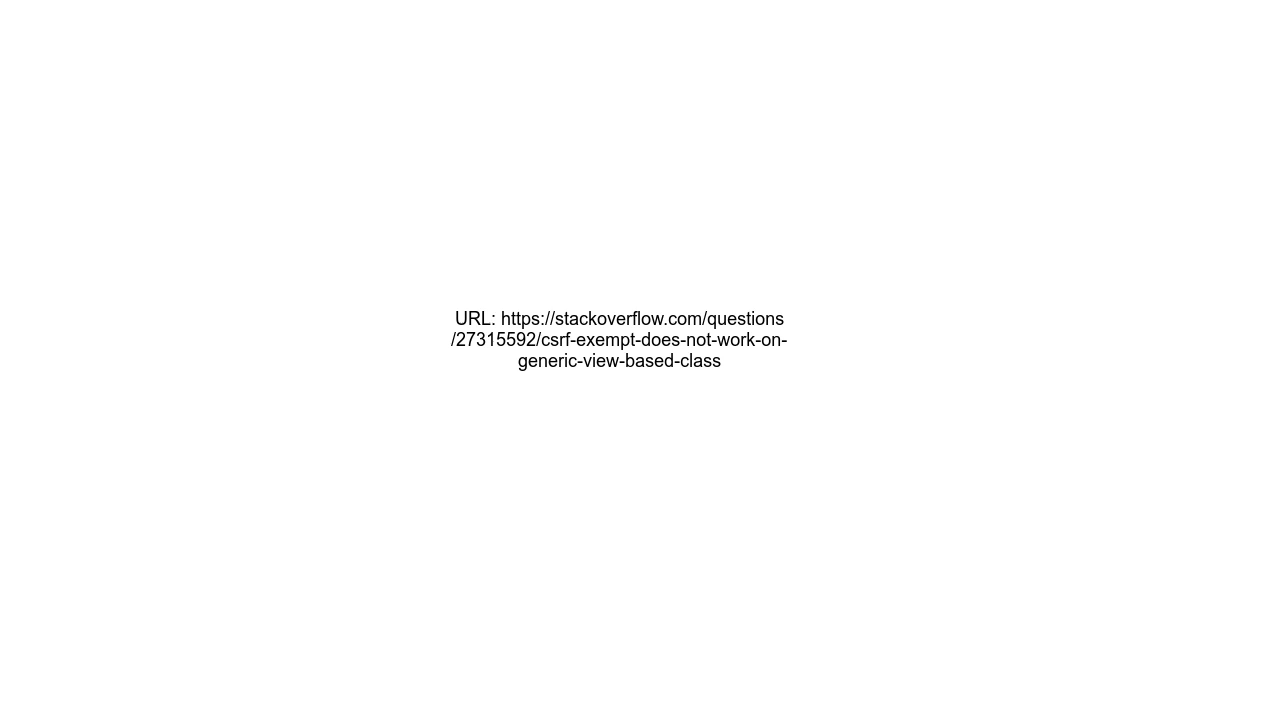 URL: https://stackoverflow.com/questions
/27315592/csrf-exempt-does-not-work-on-
generic-view-based-class